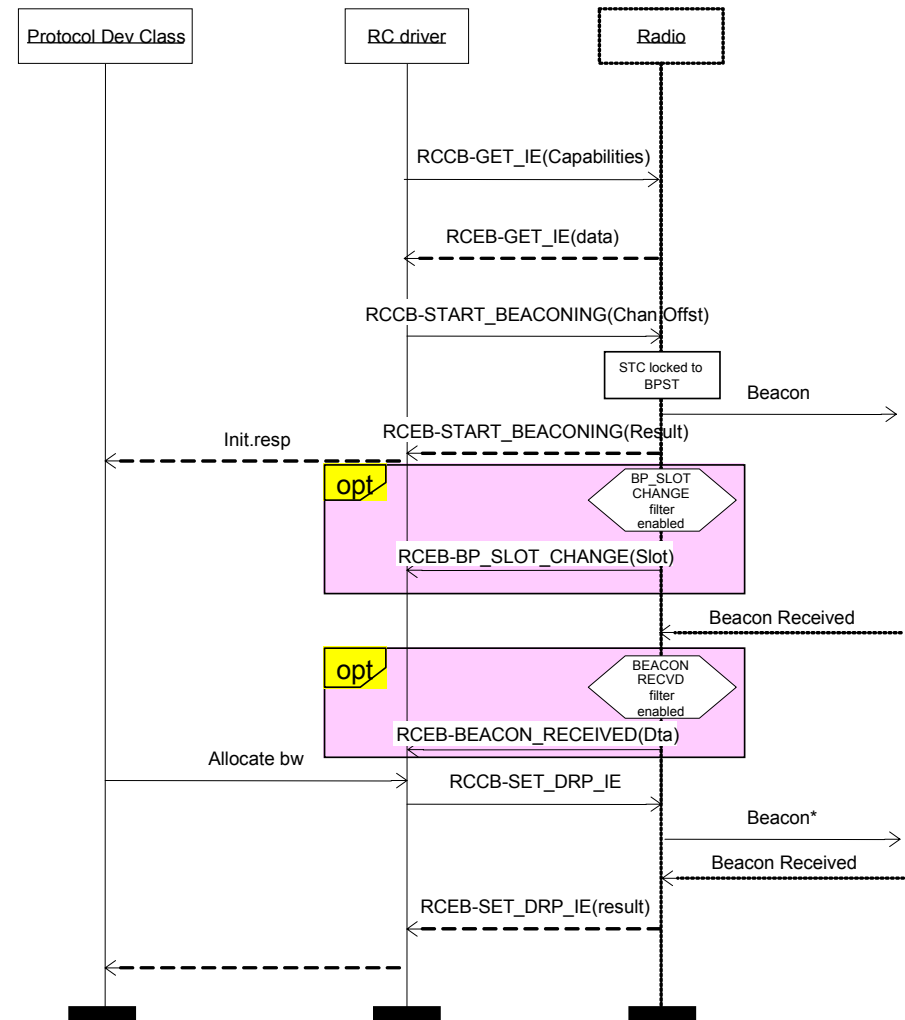 Protocol Dev Class
RC driver
Radio
RCCB-GET_IE(Capabilities)
RCEB-GET_IE(data)
RCCB-START_BEACONING(Chan,Offst)
STC locked to
BPST
Beacon
Init.resp
RCEB-START_BEACONING(Result)
opt
BP_SLOT
CHANGE
filter
enabled
RCEB-BP_SLOT_CHANGE(Slot)
Beacon Received
opt
BEACON
RECVD
filter
enabled
RCEB-BEACON_RECEIVED(Dta)
Allocate bw
RCCB-SET_DRP_IE
Beacon*
Beacon Received
RCEB-SET_DRP_IE(result)